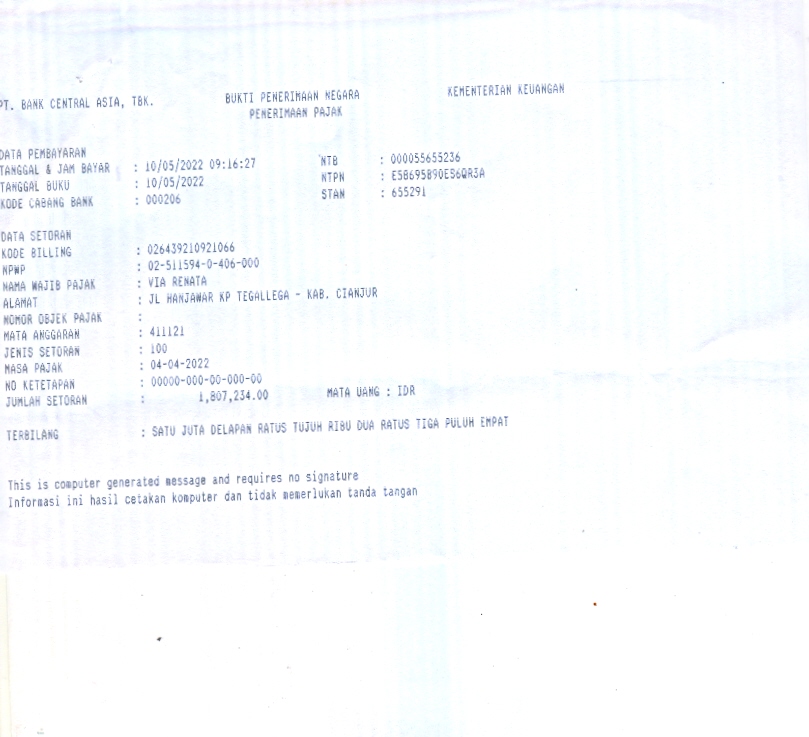 PT. BANK CENTRAL ASIA, TBK. BUKTI PENERIMAAN NEGARA KEMENTERIAN KEUANGAN
PENERIMAAN PAJAK
DATA PEMBAYARAN
TANGGAL & JAM BAYAR : 10/05/2022 09:16:27 NTB : 000055655236
TANGGAL BUKU : 10/05/2022 NTPN : E5B695B90ES6QR3A
KODE CABANG BANK : 000206 STAN : 655291
DATA SETORAN
KODE BILLING : 026439210921066
NPWP : 02-511594-0-406-000
NAMA WAJIB PAJAK : VIA RENATA
ALAMAT : JL HANJAWAR KP TEGALLEGA - KAB. CIANJUR
NOMOR OBJEK PAJAK :
MATA ANGGARAN : 411121
JENIS SETORAN : 100
MASA PAJAK : 04-04-2022
NO KETETAPAN : 00000-000-00-000-00
JUMLAH SETORAN : 1,807,234.00 MATA UANG : IDR
TERBILANG : SATU JUTA DELAPAN RATUS TUJUH RIBU DUA RATUS TIGA PULUH EMPAT
This is computer generated message and requires no signature
Informasi ini hasil cetakan komputer dan tidak memerlukan tanda tangan